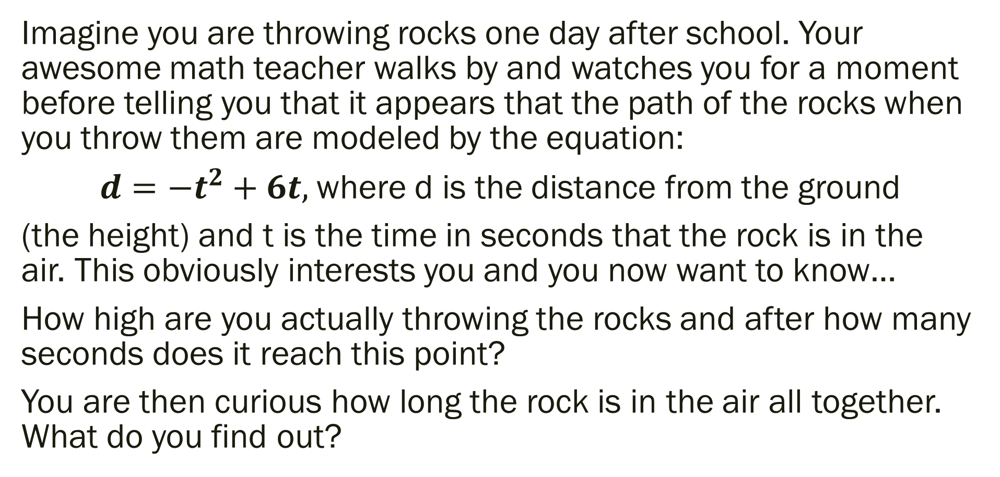 Imagine you are throwing rocks one day after school. Your
awesome math teacher walks by and watches you for a moment
before telling you that it appears that the path of the rocks when
you throw them are modeled by the equation:
d = −t² + 6t, where d is the distance from the ground
(the height) and t is the time in seconds that the rock is in the
air. This obviously interests you and you now want to know...
How high are you actually throwing the rocks and after how many
seconds does it reach this point?
You are then curious how long the rock is in the air all together.
What do you find out?